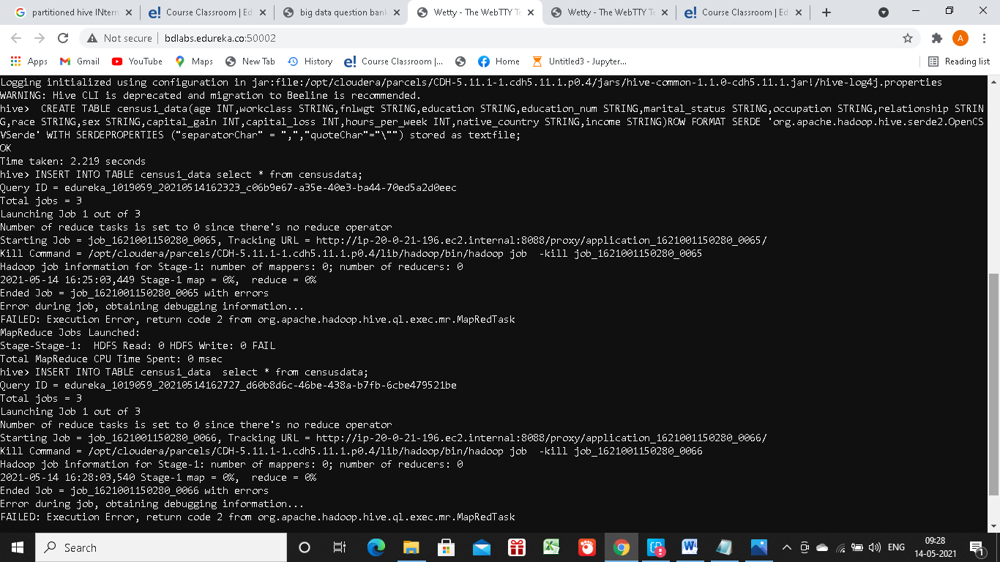 partitioned hive INtern
Course Classroom | Ed
big data question bank
Wetty - The WebTTY Te
Wetty - The WebTTY T
Course Classroom | Ed
Not secure | bdlabs.edureka.co:50002
A
Apps
Gmail
YouTube
Maps
New Tab
History
Course Classroom |...
Home
Untitled3 - Jupyter...
Reading list
Logging initialized using configuration in jar:file:/opt/cloudera/parcels/CDH-5.11.1-1.cdh5.11.1.p0.4/jars/hive-common-1.1.0-cdh5.11.1.jar!/hive-log4j.properties
WARNING: Hive CLI is deprecated and migration to Beeline is recommended.
hive>  CREATE TABLE census1_data(age INT,workclass STRING,fnlwgt STRING,education STRING,education_num STRING,marital_status STRING,occupation STRING,relationship STRIN
G,race STRING,sex STRING,capital_gain INT,capital_loss INT,hours_per_week INT,native_country STRING,income STRING)ROW FORMAT SERDE 'org.apache.hadoop.hive.serde2.OpenCS
VSerde' WITH SERDEPROPERTIES ("separatorChar" = ",","quoteChar"="\"") stored as textfile;
OK
Time taken: 2.219 seconds
hive> INSERT INTO TABLE census1_data select * from censusdata;
Query ID = edureka_1019059_20210514162323_c06b9e67-a35e-40e3-ba44-70ed5a2d0eec
Total jobs = 3
Launching Job 1 out of 3
Number of reduce tasks is set to 0 since there's no reduce operator
Starting Job = job_1621001150280_0065, Tracking URL = http://ip-20-0-21-196.ec2.internal:8088/proxy/application_1621001150280_0065/
Kill Command = /opt/cloudera/parcels/CDH-5.11.1-1.cdh5.11.1.p0.4/lib/hadoop/bin/hadoop job  -kill job_1621001150280_0065
Hadoop job information for Stage-1: number of mappers: 0; number of reducers: 0
2021-05-14 16:25:03,449 Stage-1 map = 0%,  reduce = 0%
Ended Job = job_1621001150280_0065 with errors
Error during job, obtaining debugging information...
FAILED: Execution Error, return code 2 from org.apache.hadoop.hive.ql.exec.mr.MapRedTask
MapReduce Jobs Launched:
Stage-Stage-1:  HDFS Read: 0 HDFS Write: 0 FAIL
Total MapReduce CPU Time Spent: 0 msec
hive> INSERT INTO TABLE census1_data  select * from censusdata;
Query ID = edureka_1019059_20210514162727_d60b8d6c-46be-438a-b7fb-6cbe479521be
Total jobs = 3
Launching Job 1 out of 3
Number of reduce tasks is set to 0 since there's no reduce operator
Starting Job = job_1621001150280_0066, Tracking URL = http://ip-20-0-21-196.ec2.internal:8088/proxy/application_1621001150280_0066/
Kill Command = /opt/cloudera/parcels/CDH-5.11.1-1.cdh5.11.1.p0.4/lib/hadoop/bin/hadoop job  -kill job_1621001150280_0066
Hadoop job information for Stage-1: number of mappers: 0; number of reducers: 0
2021-05-14 16:28:03,540 Stage-1 map = 0%,  reduce = 0%
Ended Job = job_1621001150280_0066 with errors
Error during job, obtaining debugging information...
FAILED: Execution Error, return code 2 from org.apache.hadoop.hive.ql.exec.mr.MapRedTask
Search
ENG
09:28
14-05-2021
1